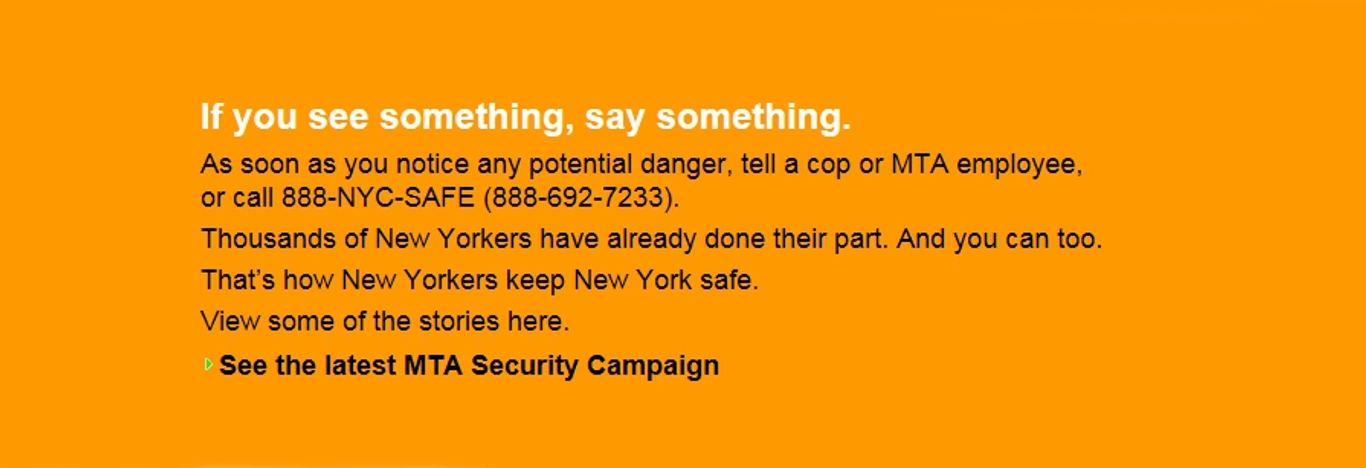 If you see something, say something.
As soon as you notice any potential danger, tell a cop or MTA employee,
or call 888-NYC-SAFE (888-692-7233).
Thousands of New Yorkers have already done their part. And you can too.
That’s how New Yorkers keep New York safe.
View some of the stories here.
See the latest MTA Security Campaign